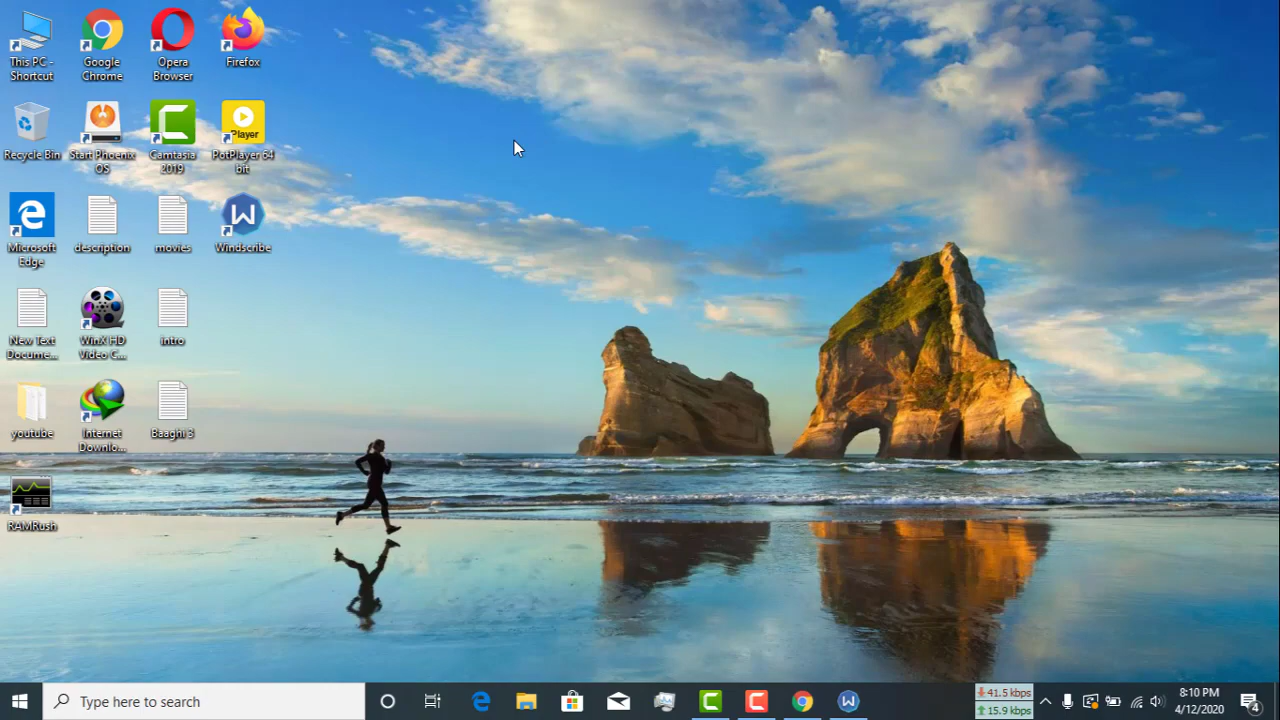 This PC -
Shortcut
Google
Chrome
Opera
Browser
Firefox
Recycle Bin
Start Phoenix
OS
Camtasia
2019
Player
PotPlayer 64
bit
Microsoft
Edge
description
movies
Windscribe
New Text
Docume...
WinX HD
Video C...
intro
youtube
Internet
Downlo...
Baaghi 3
RAMRush
Type here to search
41.5 kbps
15.9 kbps
8:10 PM
4/12/2020
4